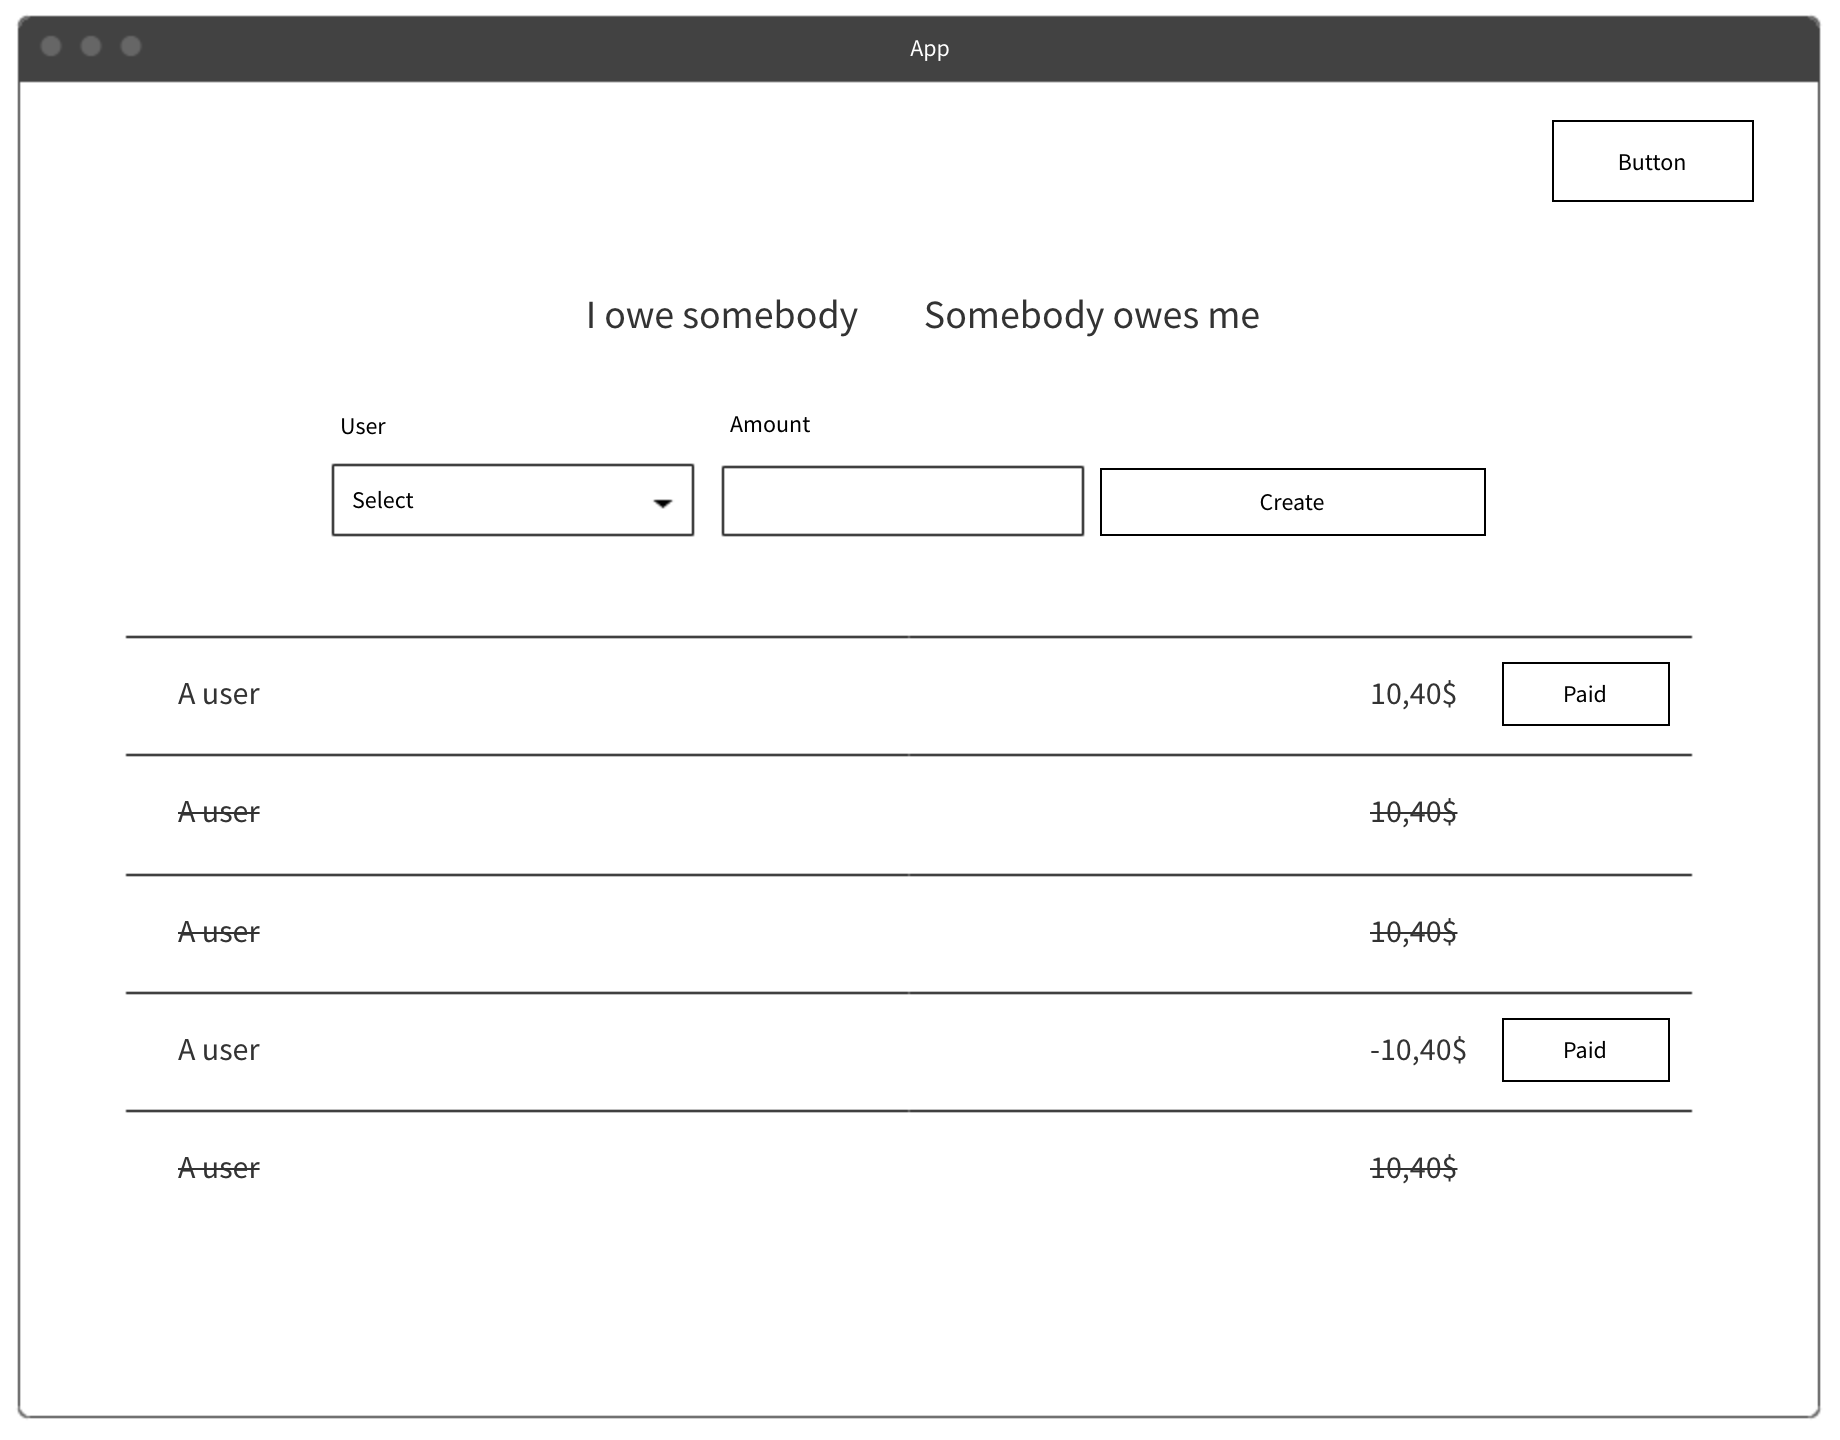 App
Button
I owe somebody Somebody owes me
User Amount
Select Create
A user 10,40$ Paid
A user 10,40$
A user 10,40$
A user -10,40$ Paid
A user 10,40$